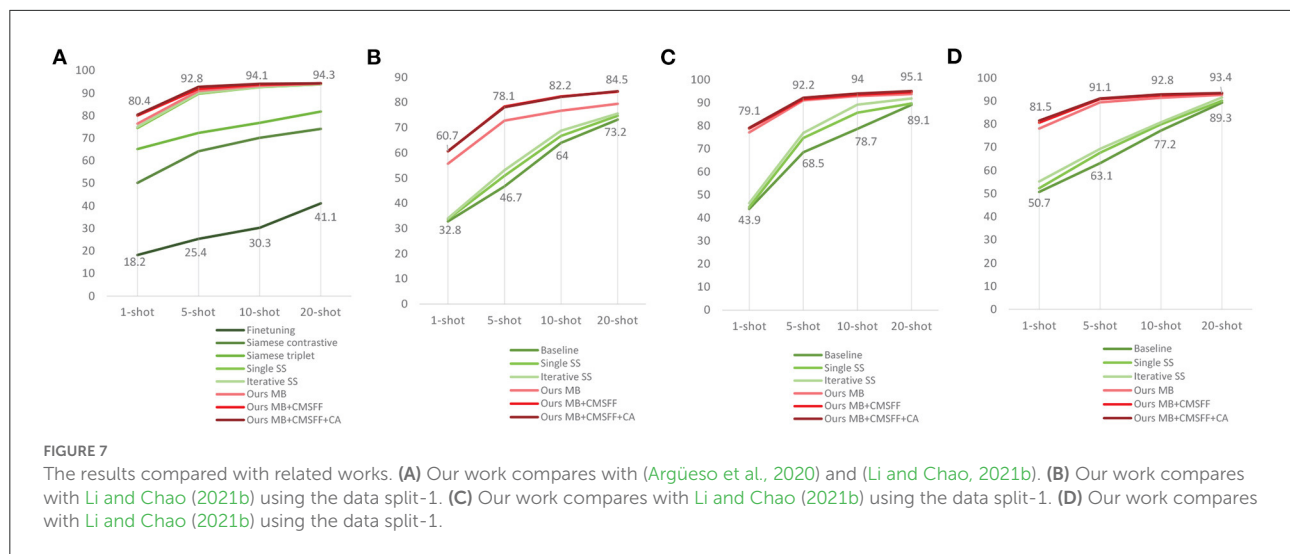 A
100
90
80
70
60
50
40
30
20
10
0
80.4
92.8
94.1
94.3
18.2
25.4
30.3
41.1
1-shot 5-shot 10-shot 20-shot
Finetuning
Siamese contrastive
Siamese triplet
Single SS
Iterative SS
Ours MB
Ours MB+CMSFF
Ours MB+CMSFF+CA
B
90
80
70
60
50
40
30
20
10
0
60.7
78.1
82.2
84.5
32.8
46.7
64
73.2
1-shot 5-shot 10-shot 20-shot
Baseline
Single SS
Iterative SS
Ours MB
Ours MB+CMSFF
Ours MB+CMSFF+CA
C
100
90
80
70
60
50
40
30
20
10
0
79.1
92.2
94
95.1
43.9
68.5
78.7
89.1
1-shot 5-shot 10-shot 20-shot
Baseline
Single SS
Iterative SS
Ours MB
Ours MB+CMSFF
Ours MB+CMSFF+CA
D
100
90
80
70
60
50
40
30
20
10
0
81.5
91.1
92.8
93.4
50.7
63.1
77.2
89.3
1-shot 5-shot 10-shot 20-shot
Baseline
Single SS
Iterative SS
Ours MB
Ours MB+CMSFF
Ours MB+CMSFF+CA
FIGURE 7
The results compared with related works. (A) Our work compares with (Argüeso et al., 2020) and (Li and Chao, 2021b). (B) Our work compares
with Li and Chao (2021b) using the data split-1. (C) Our work compares with Li and Chao (2021b) using the data split-1. (D) Our work compares
with Li and Chao (2021b) using the data split-1.